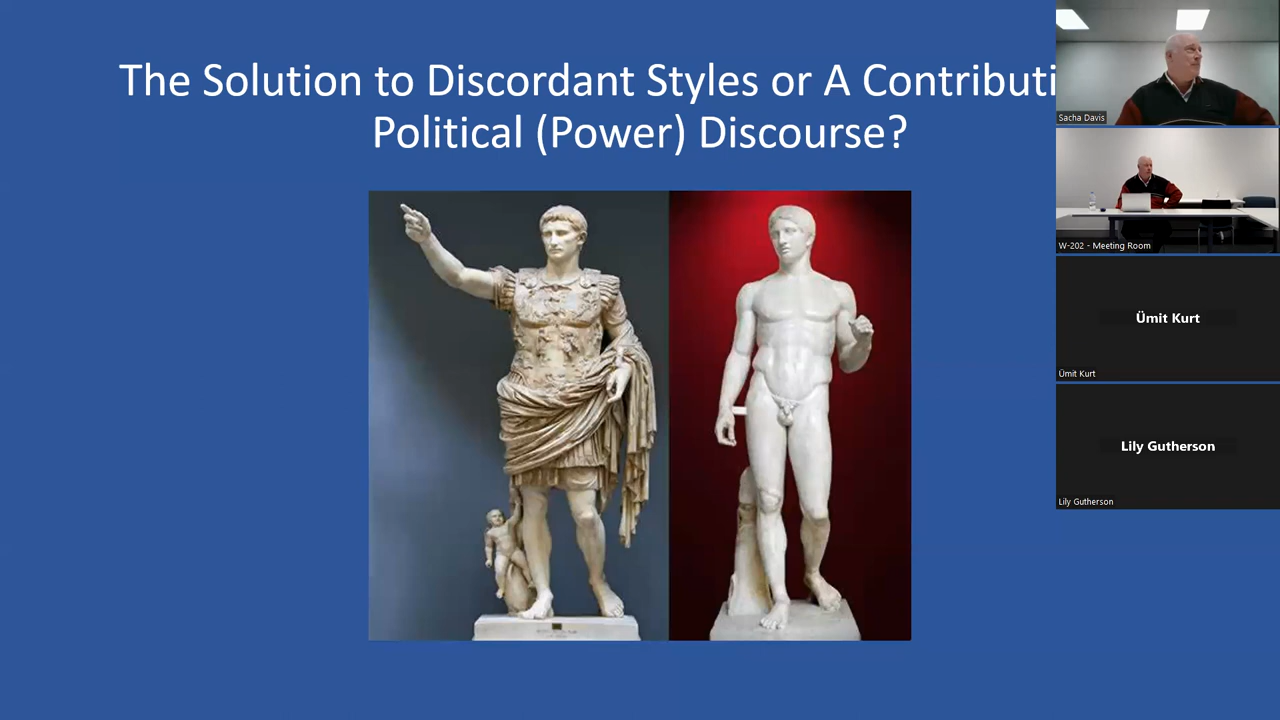 The Solution to Discordant Styles or A Contributi
Political (Power) Discourse?
Sacha Davis
W-202 - Meeting Room
Ümit Kurt
Ümit Kurt
Lily Gutherson
Lily Gutherson